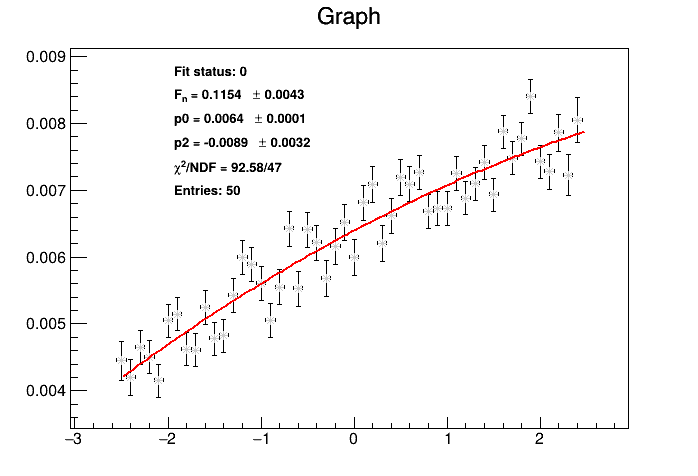 Graph
0.009
Fit status: 0
Fn = 0.1154 ± 0.0043
0.008
p0 = 0.0064 ± 0.0001
p2 = -0.0089 ± 0.0032
χ²/NDF = 92.58/47
0.007
Entries: 50
0.006
0.005
0.004
−3 −2 −1 0 1 2